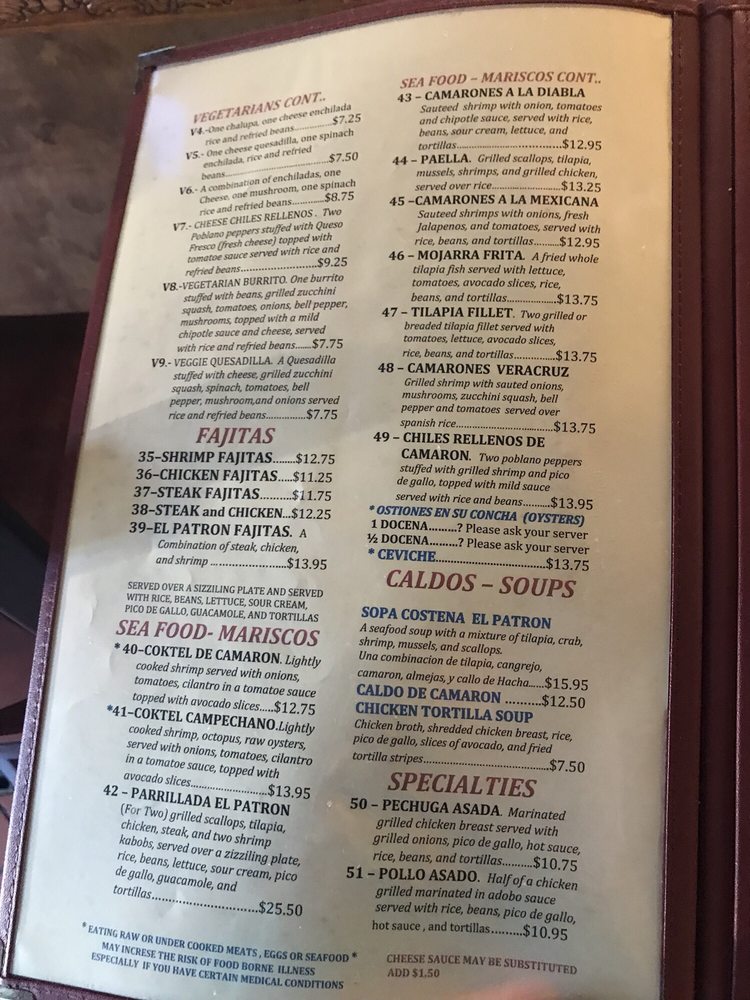 VEGETARIANS CONT..
V4.-One chalupa, one cheese enchilada
rice and refried beans...............$7.25
V5.- One cheese quesadilla, one spinach
enchilada, rice and refried
beans.............................$7.50
V6.- A combination of enchiladas, one
Cheese, one mushroom, one spinach
rice and refried beans.............$8.75
V7.- CHEESE CHILES RELLENOS . Two
Poblano peppers stuffed with Queso
Fresco (fresh cheese) topped with
tomatoe sauce served with rice and
refried beans.......................$9.25
V8.-VEGETARIAN BURRITO. One burrito
stuffed with beans, grilled zucchini
squash, tomatoes, onions, bell pepper,
mushrooms, topped with a mild
chipotle sauce and cheese, served
with rice and refried beans......$7.75
V9.- VEGGIE QUESADILLA. A Quesadilla
stuffed with cheese, grilled zucchini
squash, spinach, tomatoes, bell
pepper, mushroom,and onions served
rice and refried beans...............$7.75
FAJITAS
35–SHRIMP FAJITAS........$12.75
36–CHICKEN FAJITAS.....$11.25
37–STEAK FAJITAS..........$11.75
38–STEAK and CHICKEN...$12.25
39–EL PATRON FAJITAS. A
Combination of steak, chicken,
and shrimp ........................$13.95
SERVED OVER A SIZZILING PLATE AND SERVED
WITH RICE, BEANS, LETTUCE, SOUR CREAM,
PICO DE GALLO, GUACAMOLE, AND TORTILLAS
SEA FOOD- MARISCOS
* 40–COKTEL DE CAMARON. Lightly
cooked shrimp served with onions,
tomatoes, cilantro in a tomatoe sauce
topped with avocado slices.....$12.75
*41–COKTEL CAMPECHANO.Lightly
cooked shrimp, octopus, raw oysters,
served with onions, tomatoes, cilantro
in a tomatoe sauce, topped with
avocado slices........................$13.95
42 – PARRILLADA EL PATRON
(For Two) grilled scallops, tilapia,
chicken, steak, and two shrimp
kabobs, served over a zizziling plate,
rice, beans, lettuce, sour cream, pico
de gallo, guacumole, and
tortillas...............................$25.50
* EATING RAW OR UNDER COOKED MEATS , EGGS OR SEAFOOD *
MAY INCRESE THE RISK OF FOOD BORNE ILLNESS
ESPECIALLY IF YOU HAVE CERTAIN MEDICAL CONDITIONS
SEA FOOD – MARISCOS CONT..
43 – CAMARONES A LA DIABLA
Sauteed shrimp with onion, tomatoes
and chipotle sauce, served with rice,
beans, sour cream, lettuce, and
tortillas.............................$12.95
44 – PAELLA. Grilled scallops, tilapia,
mussels, shrimps, and grilled chicken,
served over rice.....................$13.25
45 –CAMARONES A LA MEXICANA
Sauteed shrimps with onions, fresh
Jalapenos, and tomatoes, served with
rice, beans, and tortillas..........$12.95
46 – MOJARRA FRITA. A fried whole
tilapia fish served with lettuce,
tomatoes, avocado slices, rice,
beans, and tortillas...................$13.75
47 – TILAPIA FILLET. Two grilled or
breaded tilapia fillet served with
tomatoes, lettuce, avocado slices,
rice, beans, and tortillas...............$13.75
48 – CAMARONES VERACRUZ
Grilled shrimp with sauted onions,
mushrooms, zucchini squash, bell
pepper and tomatoes served over
spanish rice..............................$13.75
49 – CHILES RELLENOS DE
CAMARON. Two poblano peppers
stuffed with grilled shrimp and pico
de gallo, topped with mild sauce
served with rice and beans..........$13.95
* OSTIONES EN SU CONCHA (OYSTERS)
1 DOCENA.........? Please ask your server
½ DOCENA.........? Please ask your server
* CEVICHE.................................$13.75
CALDOS – SOUPS
SOPA COSTENA EL PATRON
A seafood soup with a mixture of tilapia, crab,
shrimp, mussels, and scallops.
Una combinacion de tilapia, cangrejo,
camaron, almejas, y callo de Hacha.....$15.95
CALDO DE CAMARON ...........$12.50
CHICKEN TORTILLA SOUP
Chicken broth, shredded chicken breast, rice,
pico de gallo, slices of avocado, and fried
tortilla stripes...............................$7.50
SPECIALTIES
50 – PECHUGA ASADA. Marinated
grilled chicken breast served with
grilled onions, pico de gallo, hot sauce,
rice, beans, and tortillas.........$10.75
51 – POLLO ASADO. Half of a chicken
grilled marinated in adobo sauce
served with rice, beans, pico de gallo,
hot sauce , and tortillas.........$10.95
CHEESE SAUCE MAY BE SUBSTITUTED
ADD $1.50